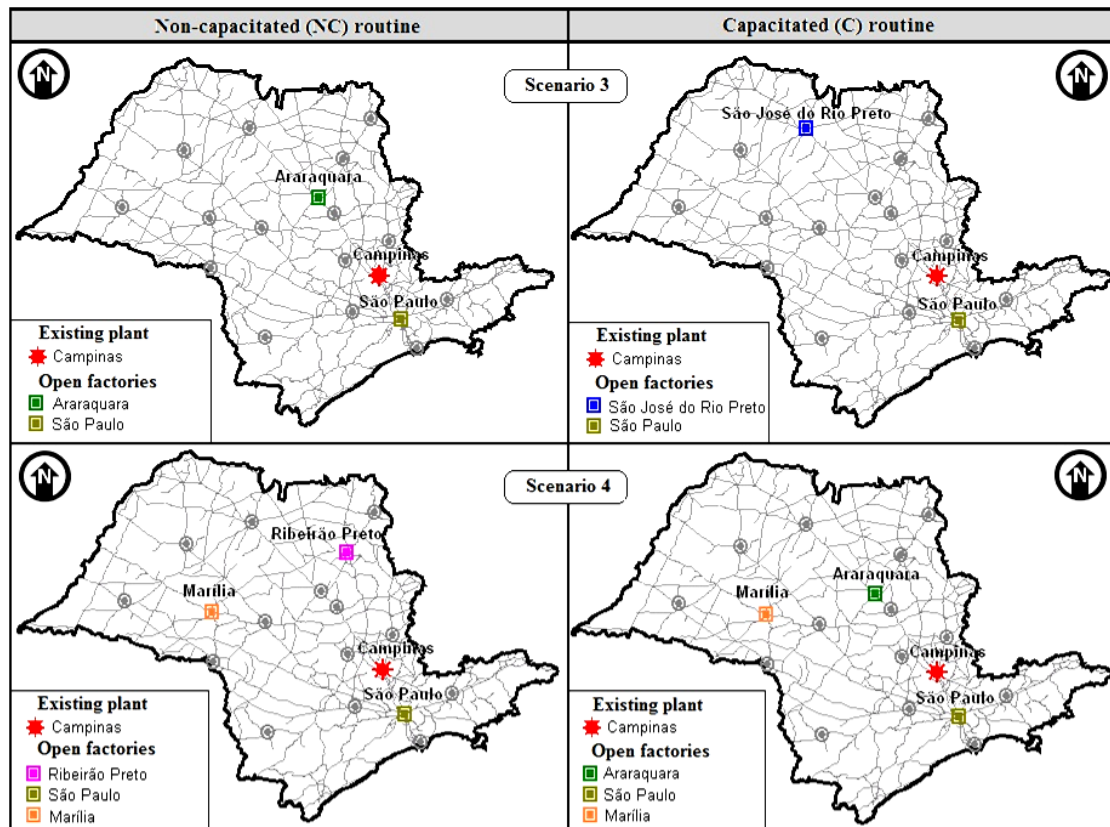 Non-capacitated (NC) routine
Capacitated (C) routine
Scenario 3
N
Araraquara
Campinas
São Paulo
Existing plant
Campinas
Open factories
Araraquara
São Paulo
N
São José do Rio Preto
Campinas
São Paulo
Existing plant
Campinas
Open factories
São José do Rio Preto
São Paulo
Scenario 4
N
Ribeirão Preto
Marília
Campinas
São Paulo
Existing plant
Campinas
Open factories
Ribeirão Preto
São Paulo
Marília
N
Araraquara
Marília
Campinas
São Paulo
Existing plant
Campinas
Open factories
Araraquara
São Paulo
Marília